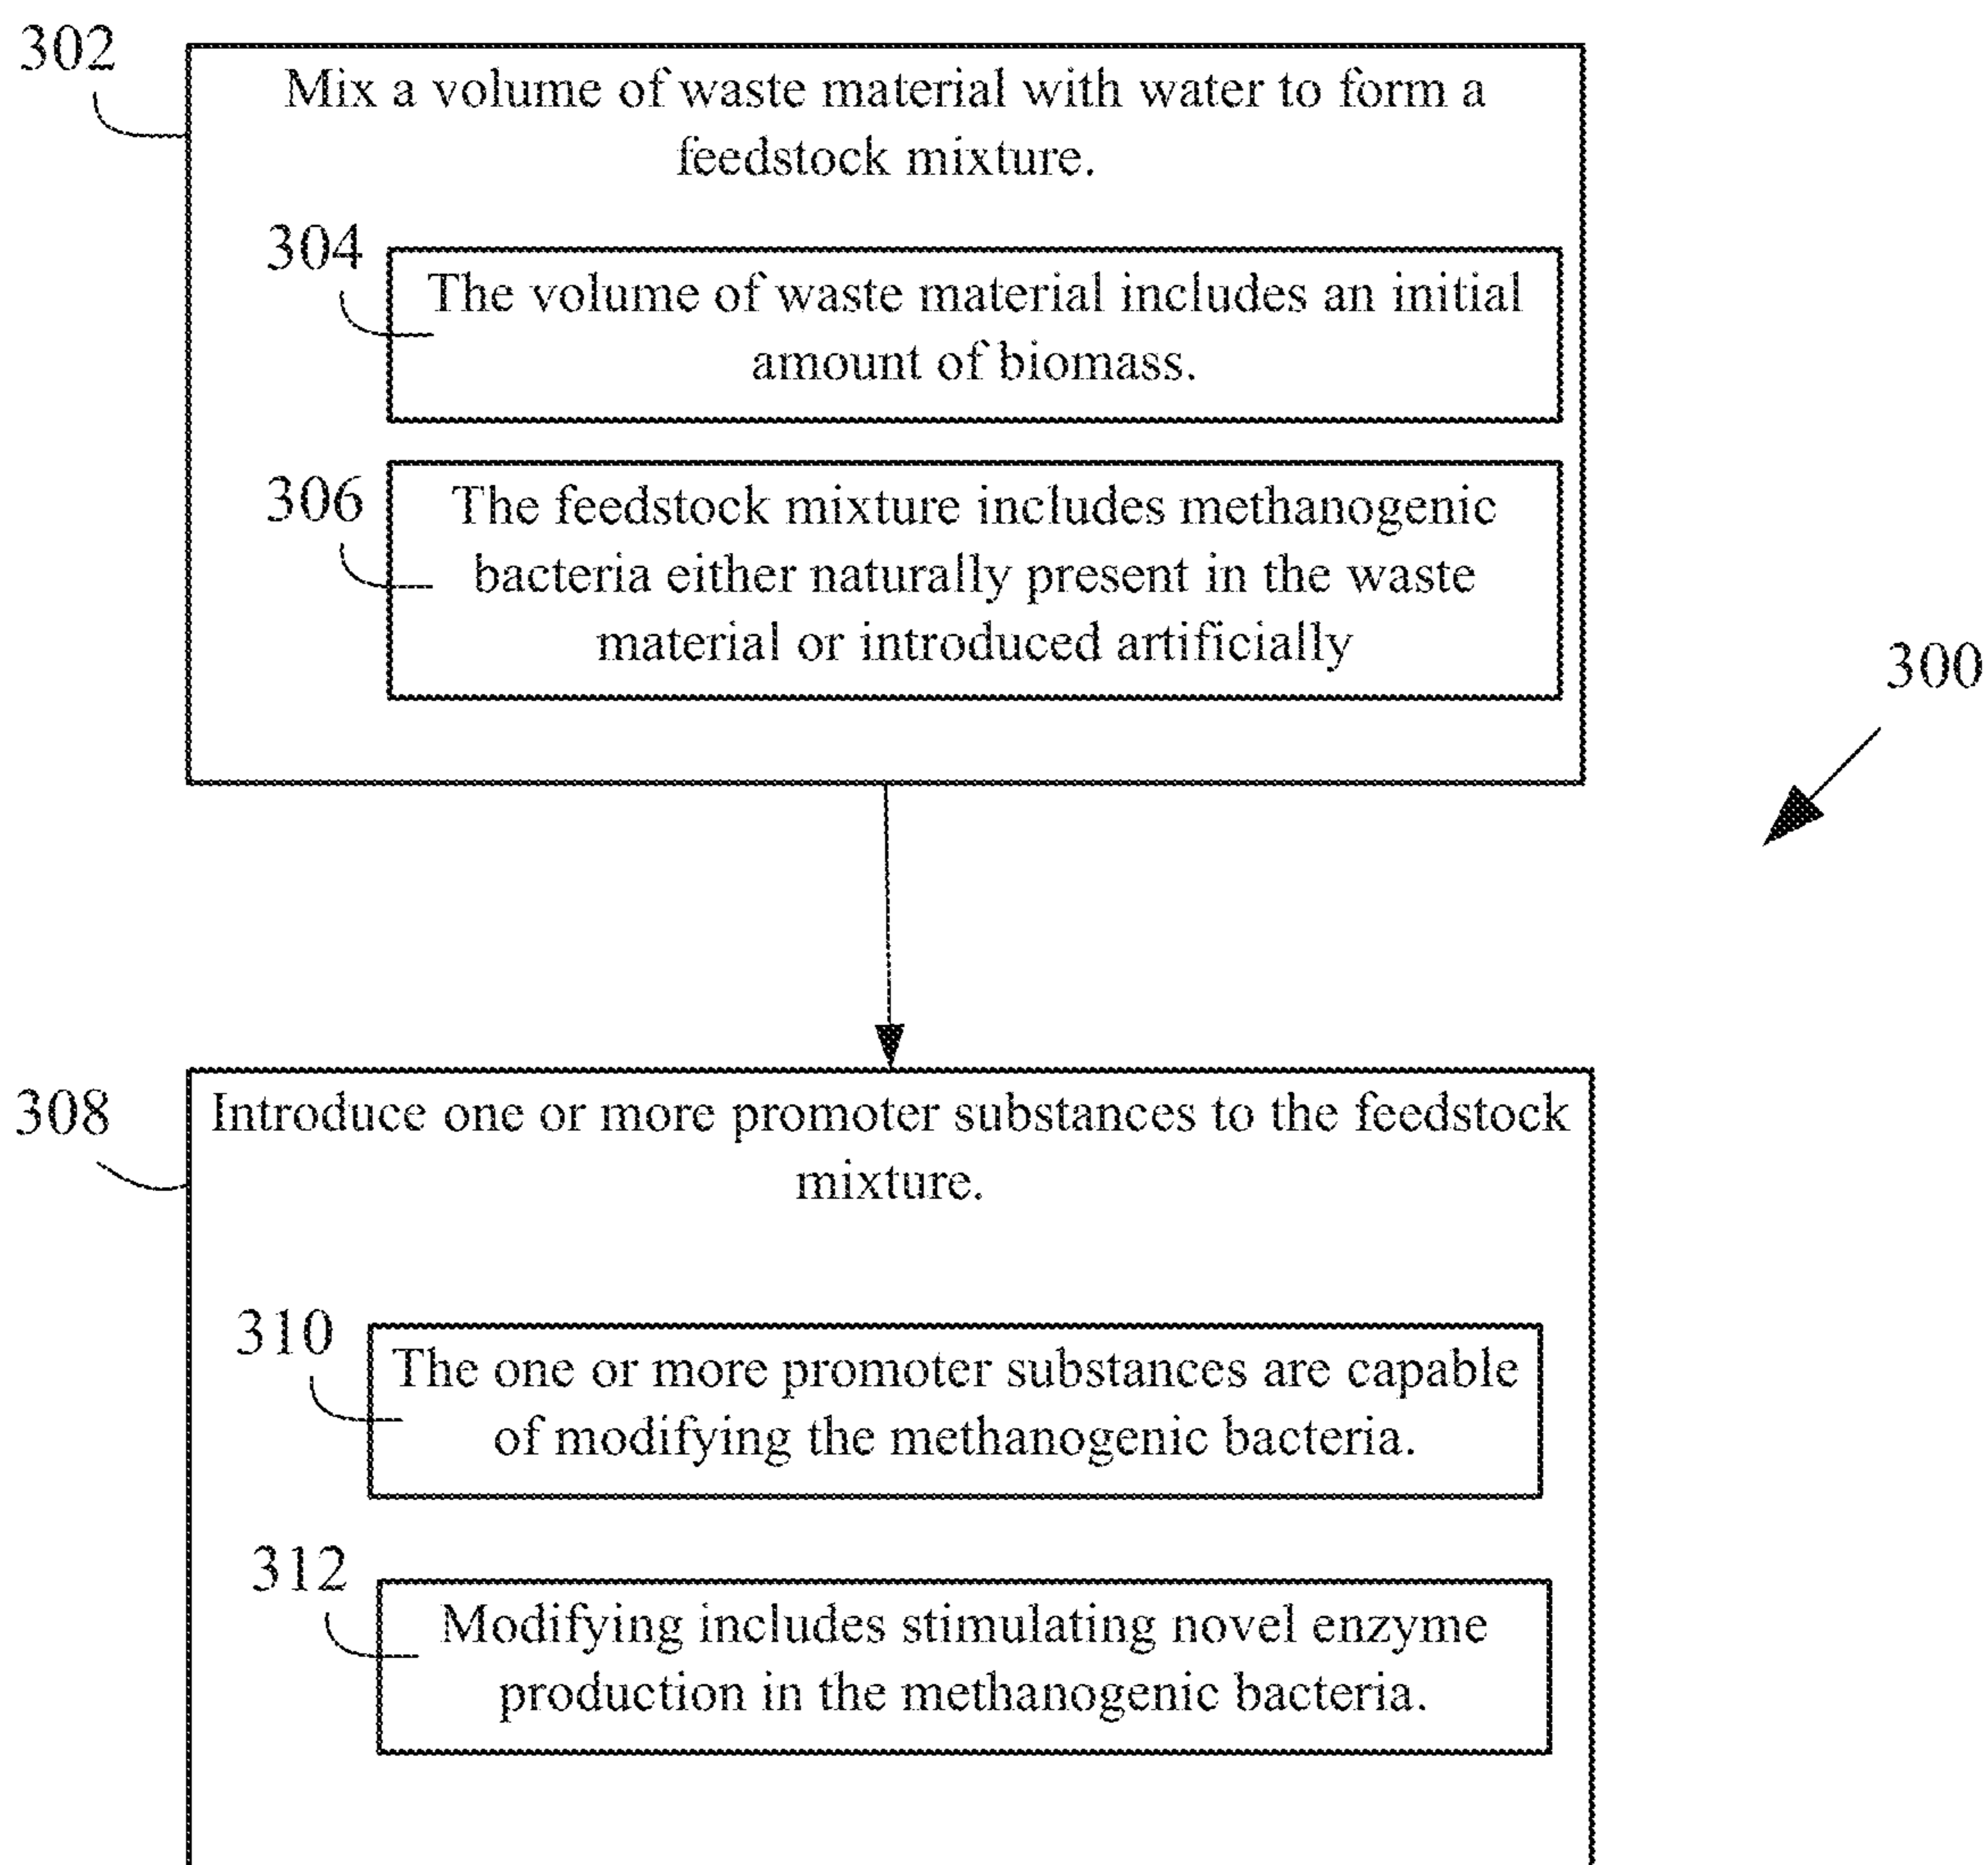 302
Mix a volume of waste material with water to form a
feedstock mixture.
304
The volume of waste material includes an initial
amount of biomass.
306
The feedstock mixture includes methanogenic
bacteria either naturally present in the waste
material or introduced artificially
300
308
Introduce one or more promoter substances to the feedstock
mixture.
310
The one or more promoter substances are capable
of modifying the methanogenic bacteria.
312
Modifying includes stimulating novel enzyme
production in the methanogenic bacteria.